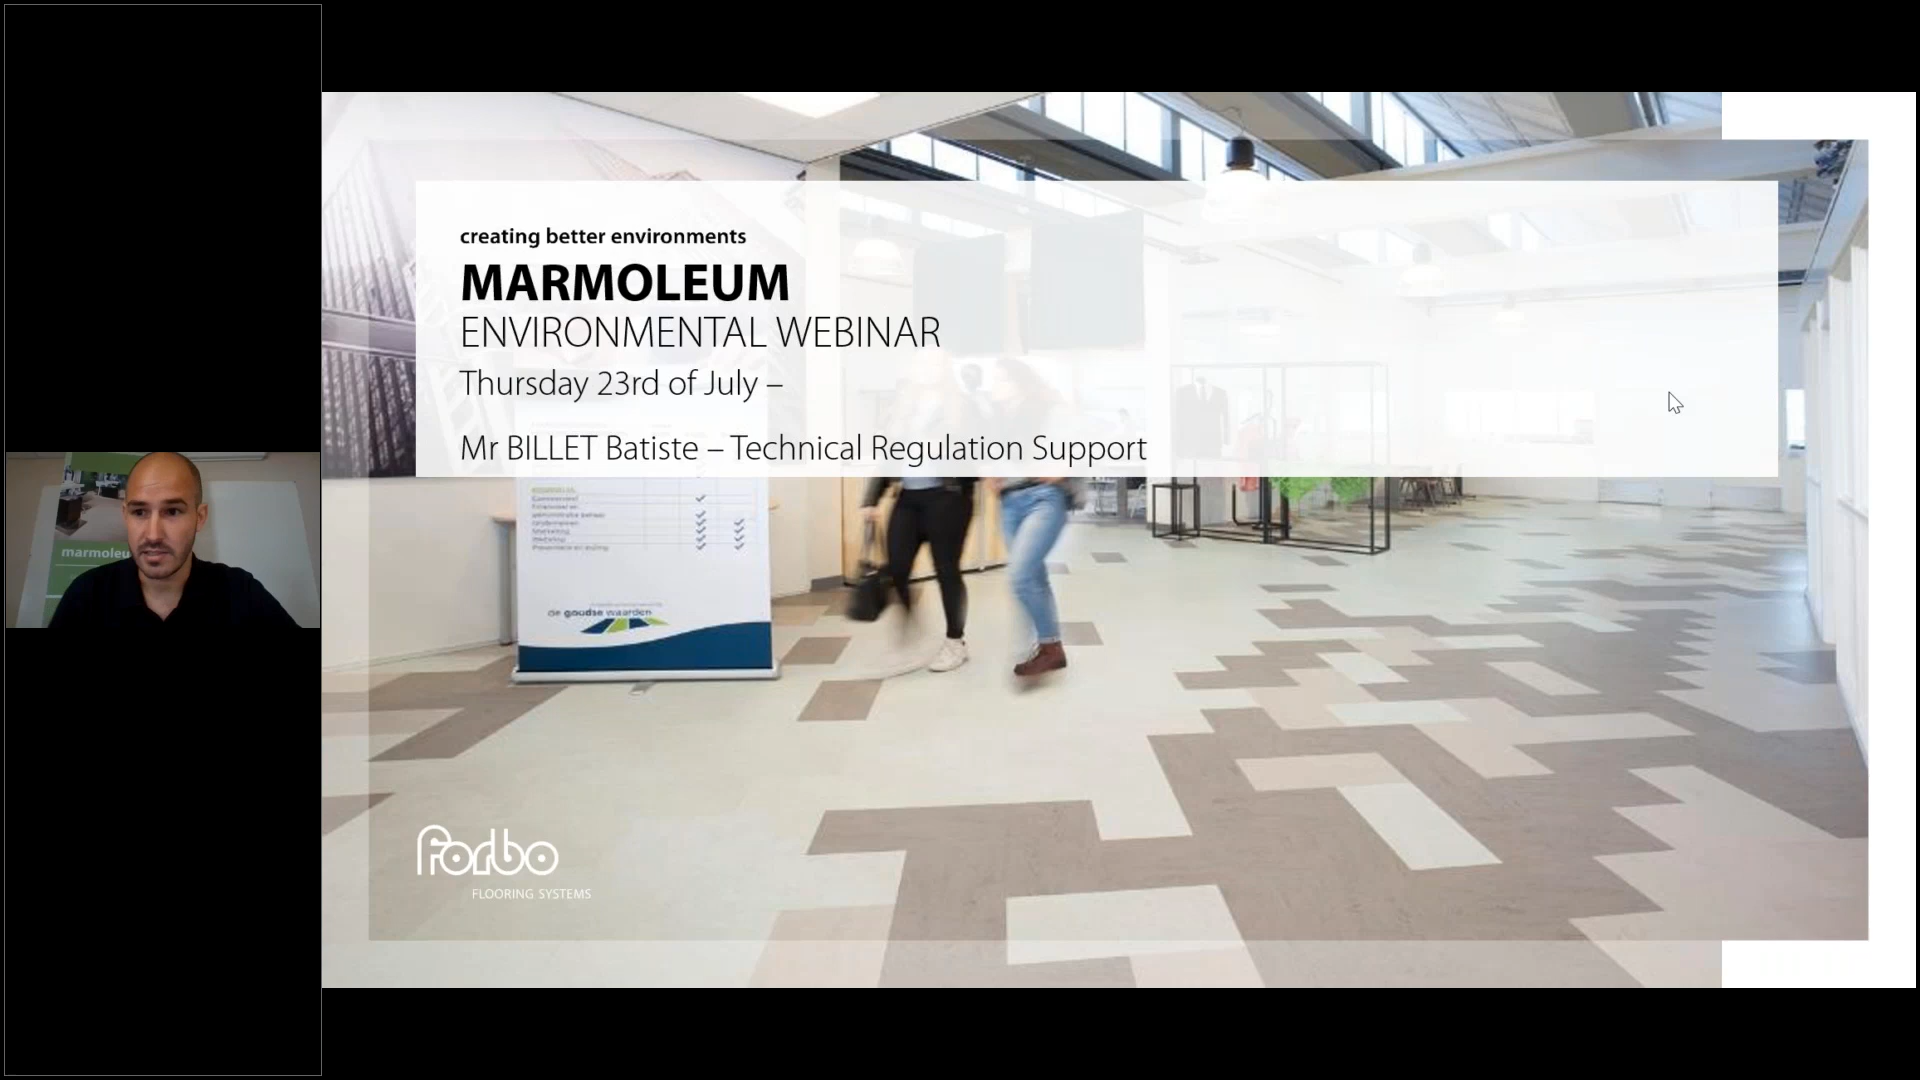 creating better environments
MARMOLEUM
ENVIRONMENTAL WEBINAR
Thursday 23rd of July –
Mr BILLET Batiste – Technical Regulation Support
marmoleu
de goudse waarden
forbo
FLOORING SYSTEMS